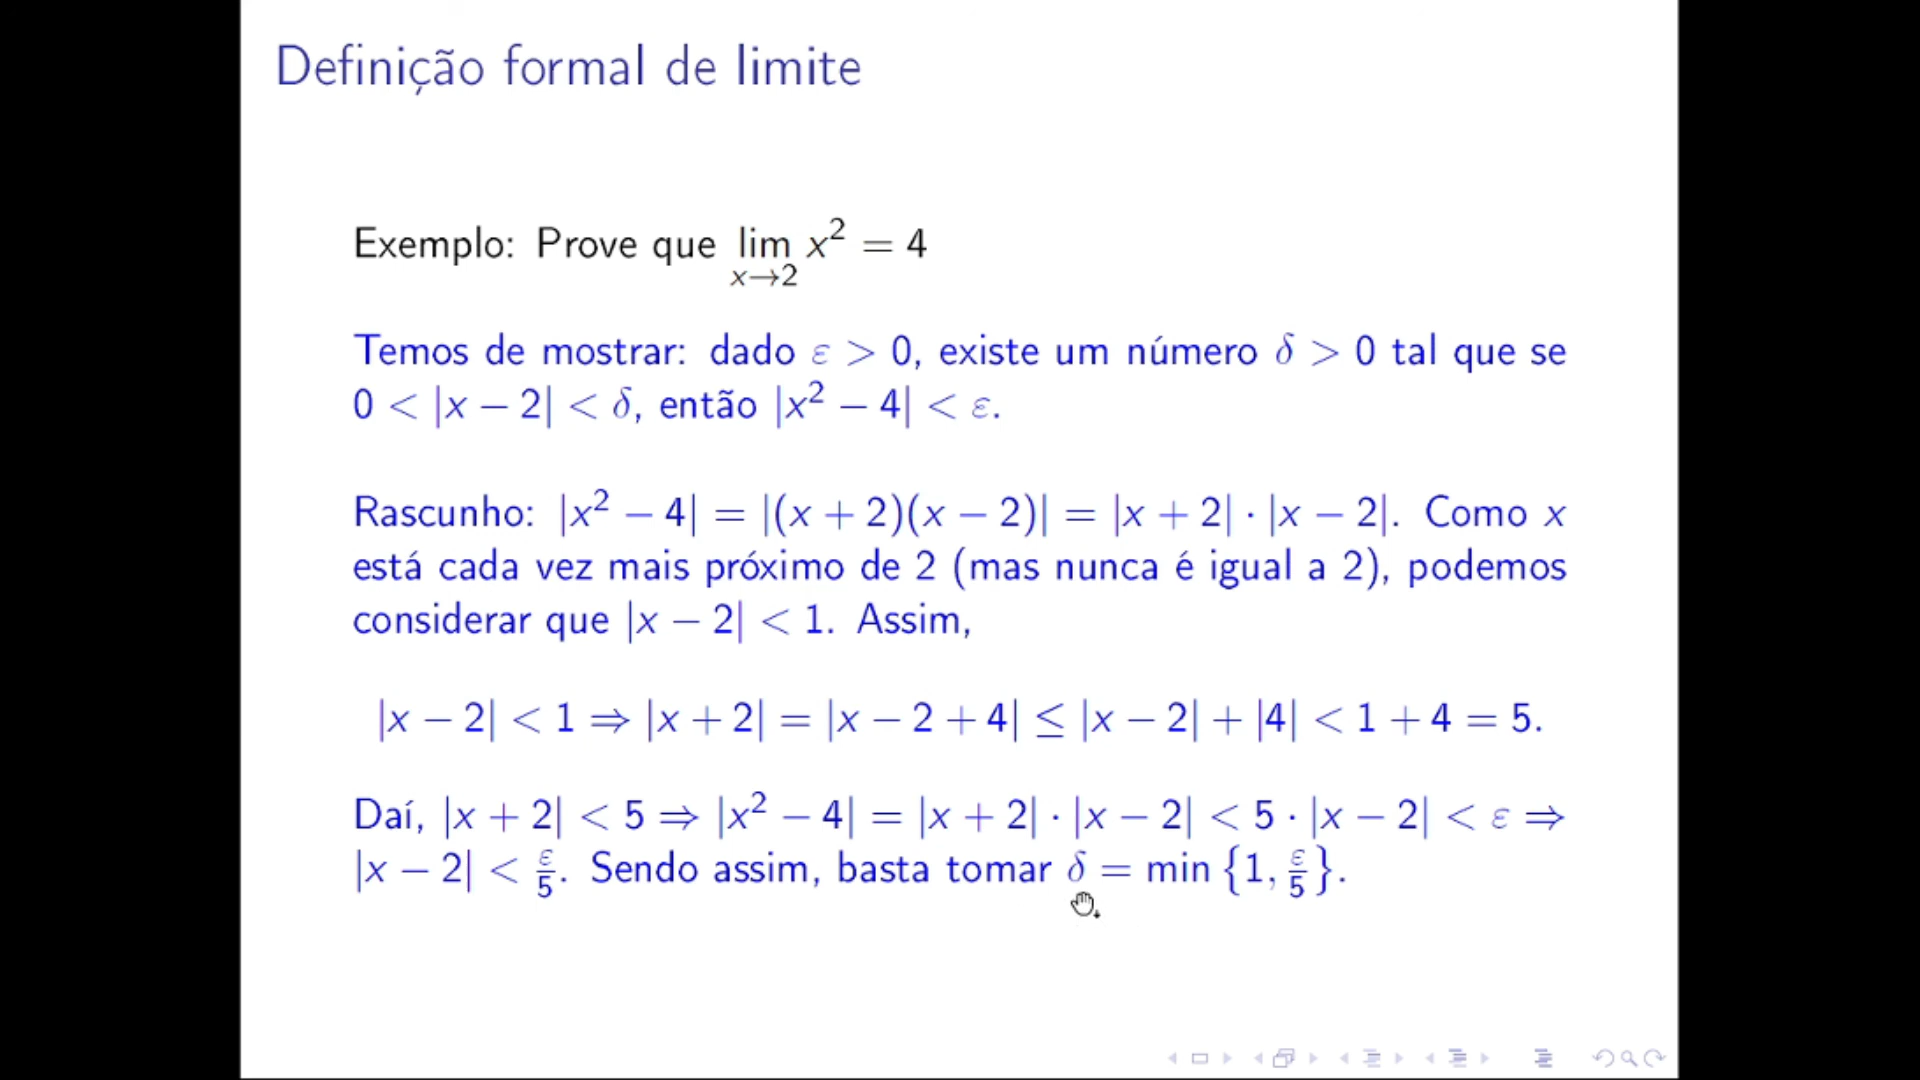 Definição formal de limite
Exemplo: Prove que lim x² = 4
x→2
Temos de mostrar: dado ε > 0, existe um número δ > 0 tal que se
0 < |x − 2| < δ, então |x² − 4| < ε.
Rascunho: |x² − 4| = |(x + 2)(x − 2)| = |x + 2| · |x − 2|. Como x
está cada vez mais próximo de 2 (mas nunca é igual a 2), podemos
considerar que |x − 2| < 1. Assim,
|x − 2| < 1 ⇒ |x + 2| = |x − 2 + 4| ≤ |x − 2| + |4| < 1 + 4 = 5.
Daí, |x + 2| < 5 ⇒ |x² − 4| = |x + 2| · |x − 2| < 5 · |x − 2| < ε ⇒
|x − 2| < ε/5. Sendo assim, basta tomar δ = min {1, ε/5}.